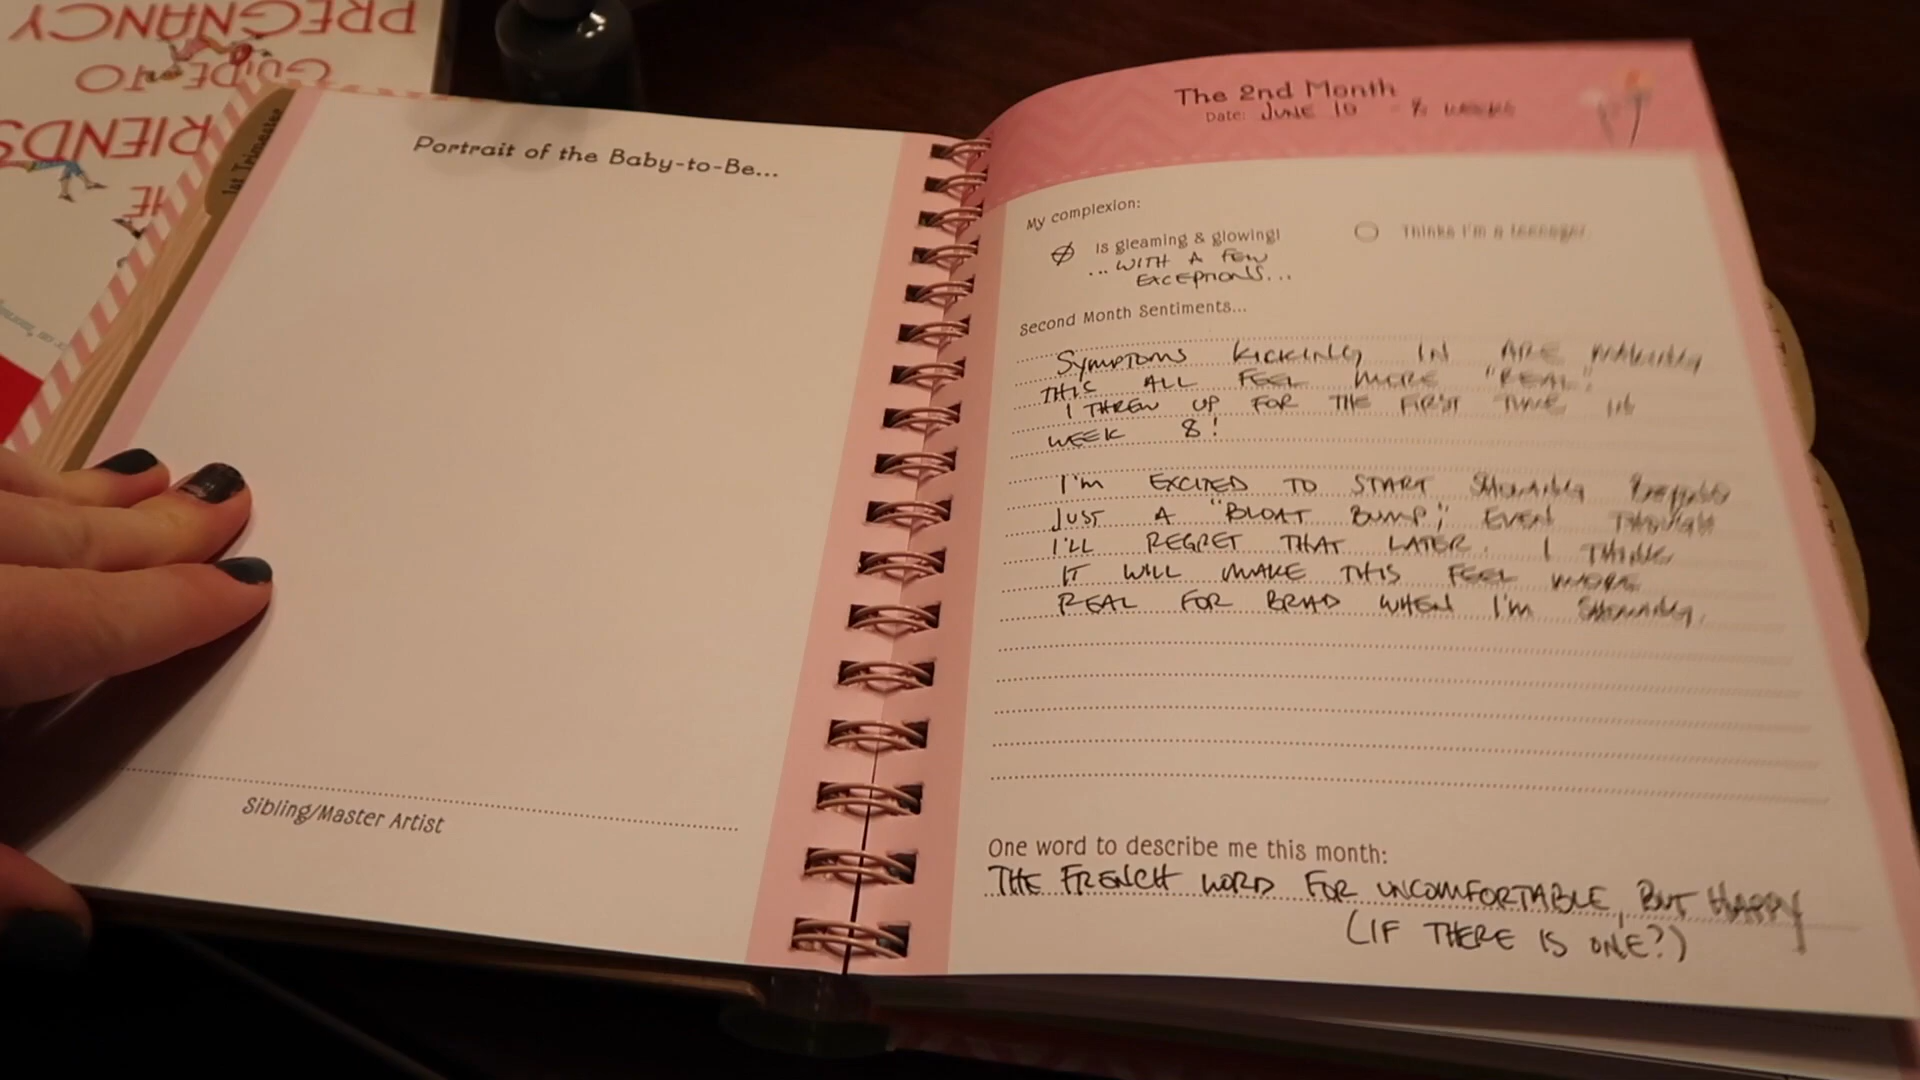 PREGNANCY
GUIDE TO
RIENDS
HE
1st Trimester
Portrait of the Baby-to-Be...
Sibling/Master Artist
The 2nd Month
Date: JUNE 10 - WEEKS
My complexion:
Is gleaming & glowing!
Thinks I'm a teenager.
...WITH A FEW
EXCEPTIONS...
Second Month Sentiments...
SYMPTOMS KICKING IN ARE MAKING
THIS ALL FEEL MORE "REAL".
I THREW UP FOR THE FIRST TIME IN
WEEK 8!
I'm EXCITED TO START SHOWING BEYOND
JUST A "BLOAT BUMP," EVEN THOUGH
I'LL REGRET THAT LATER. I THINK
IT WILL MAKE THIS FEEL MORE
REAL FOR BRAD WHEN I'm SHOWING.
One word to describe me this month:
THE FRENCH WORD FOR UNCOMFORTABLE, BUT HAPPY
(IF THERE IS ONE?)